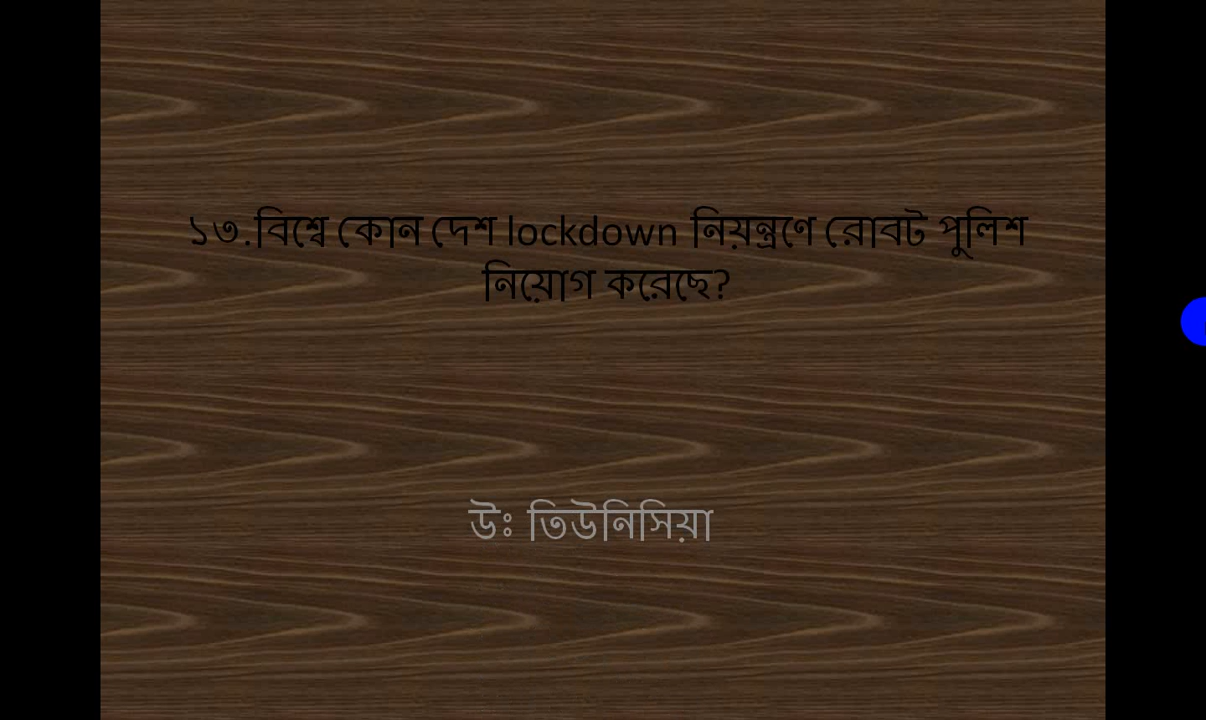 ১৩.বিশ্বে কোন দেশ lockdown নিয়ন্ত্রণে রোবট পুলিশ
নিয়োগ করেছে?
উঃ তিউনিসিয়া